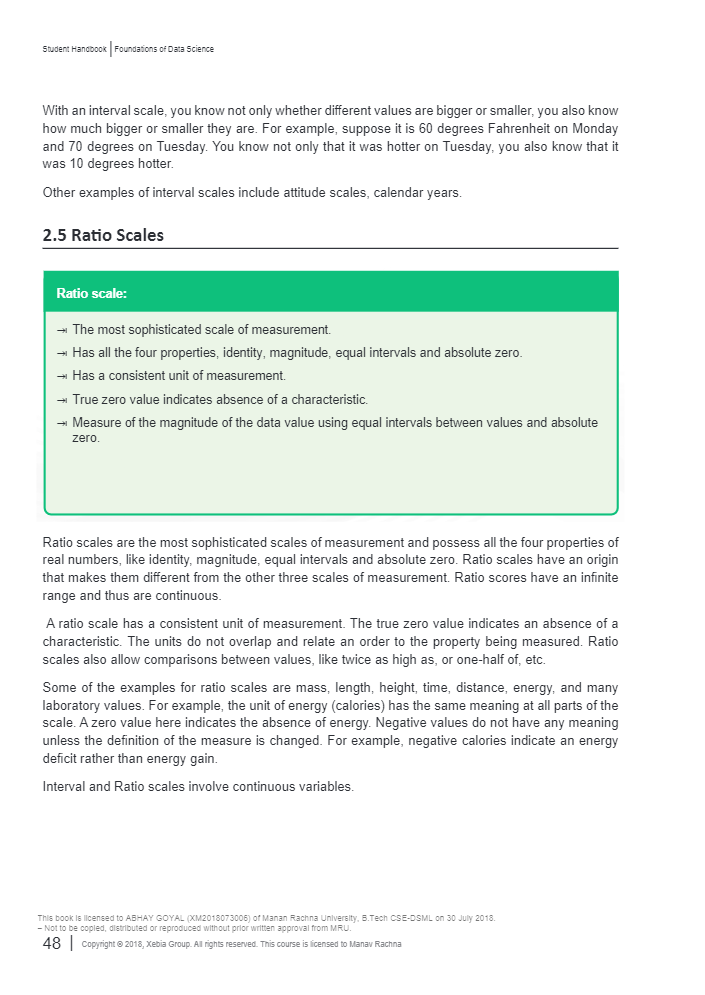 Student Handbook | Foundations of Data Science
With an interval scale, you know not only whether different values are bigger or smaller, you also know
how much bigger or smaller they are. For example, suppose it is 60 degrees Fahrenheit on Monday
and 70 degrees on Tuesday. You know not only that it was hotter on Tuesday, you also know that it
was 10 degrees hotter.
Other examples of interval scales include attitude scales, calendar years.
2.5 Ratio Scales
Ratio scale:
⇥ The most sophisticated scale of measurement.
⇥ Has all the four properties, identity, magnitude, equal intervals and absolute zero.
⇥ Has a consistent unit of measurement.
⇥ True zero value indicates absence of a characteristic.
⇥ Measure of the magnitude of the data value using equal intervals between values and absolute
zero.
Ratio scales are the most sophisticated scales of measurement and possess all the four properties of
real numbers, like identity, magnitude, equal intervals and absolute zero. Ratio scales have an origin
that makes them different from the other three scales of measurement. Ratio scores have an infinite
range and thus are continuous.
A ratio scale has a consistent unit of measurement. The true zero value indicates an absence of a
characteristic. The units do not overlap and relate an order to the property being measured. Ratio
scales also allow comparisons between values, like twice as high as, or one-half of, etc.
Some of the examples for ratio scales are mass, length, height, time, distance, energy, and many
laboratory values. For example, the unit of energy (calories) has the same meaning at all parts of the
scale. A zero value here indicates the absence of energy. Negative values do not have any meaning
unless the definition of the measure is changed. For example, negative calories indicate an energy
deficit rather than energy gain.
Interval and Ratio scales involve continuous variables.
This book is licensed to ABHAY GOYAL (XM2018073006) of Manan Rachna University, B.Tech CSE-DSML on 30 July 2018.
– Not to be copied, distributed or reproduced without prior written approval from MRU.
48 | Copyright © 2018, Xebia Group. All rights reserved. This course is licensed to Manav Rachna